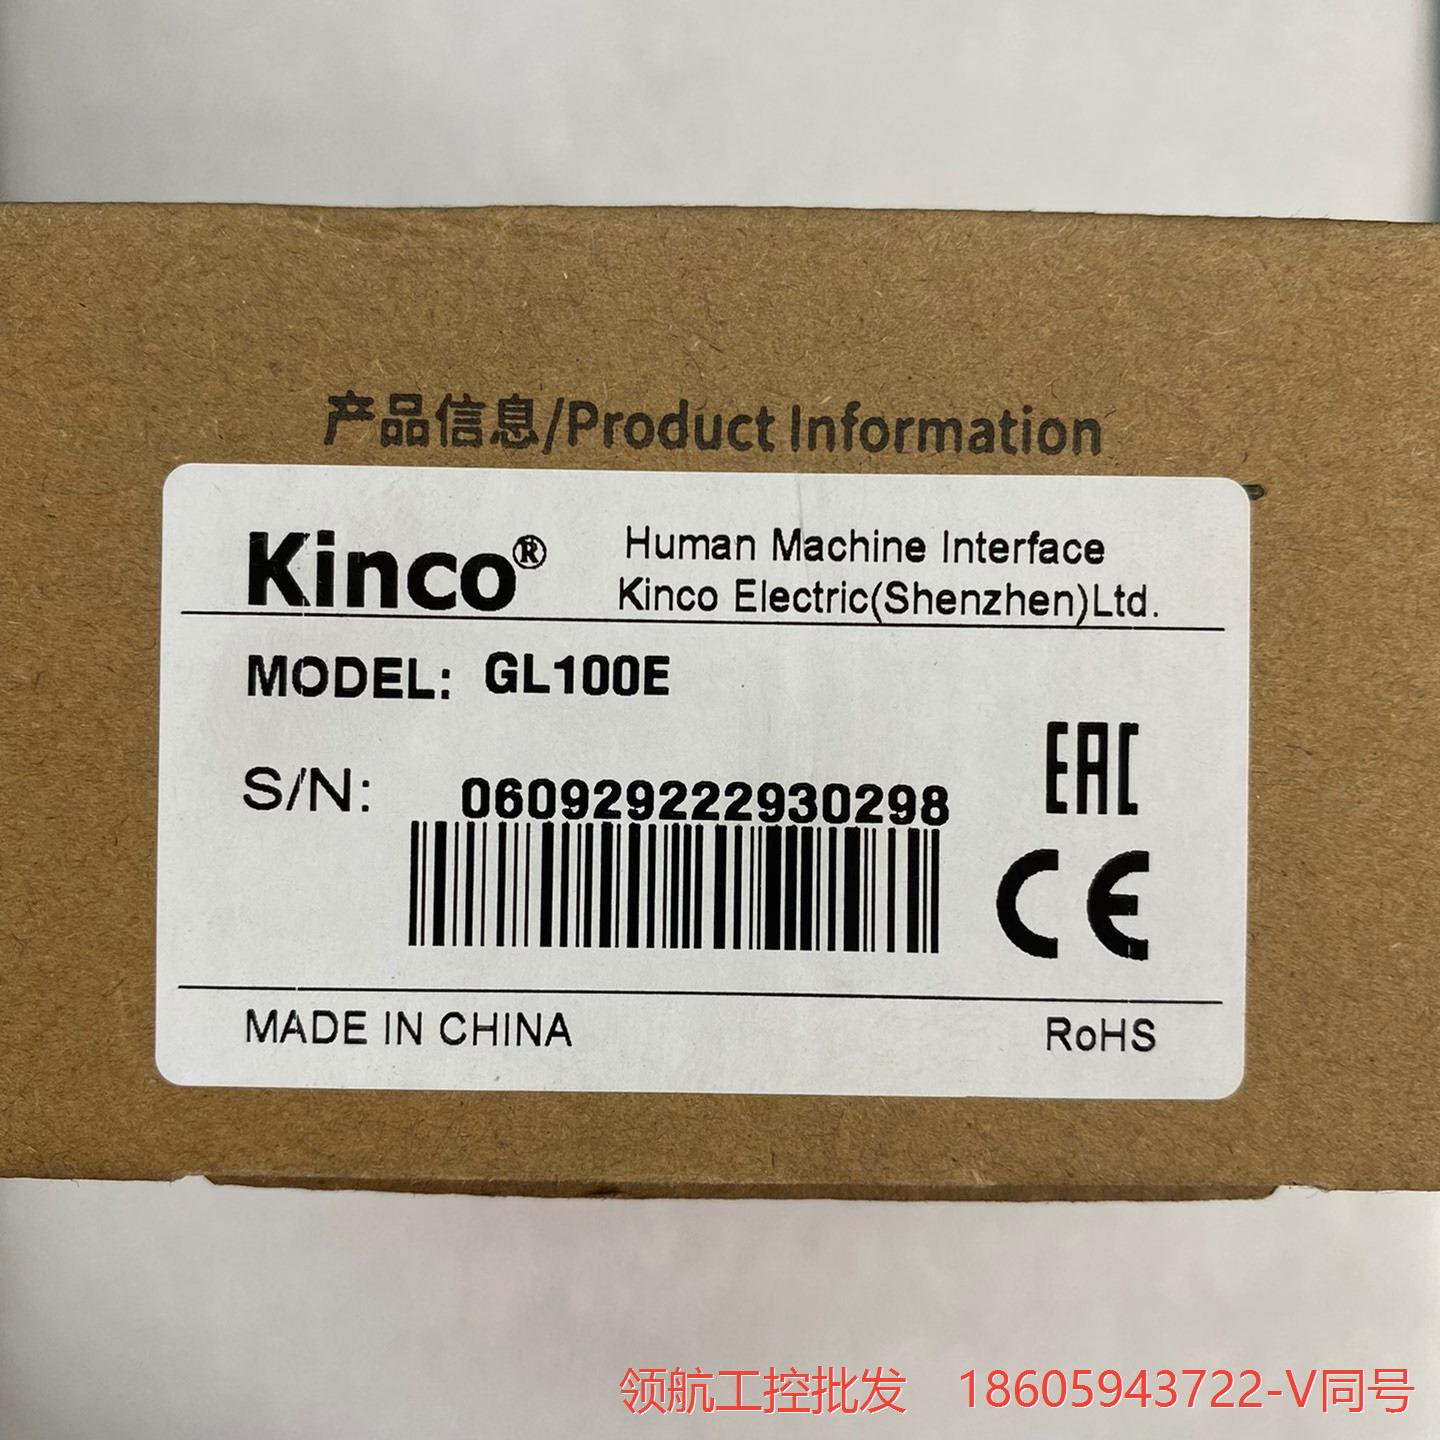 产品信息/Product Information
Kinco® Human Machine Interface
Kinco Electric(Shenzhen)Ltd.
MODEL: GL100E
S/N: 0609292222930298
EAC
CE
MADE IN CHINA RoHS
领航工控批发 18605943722-V同号